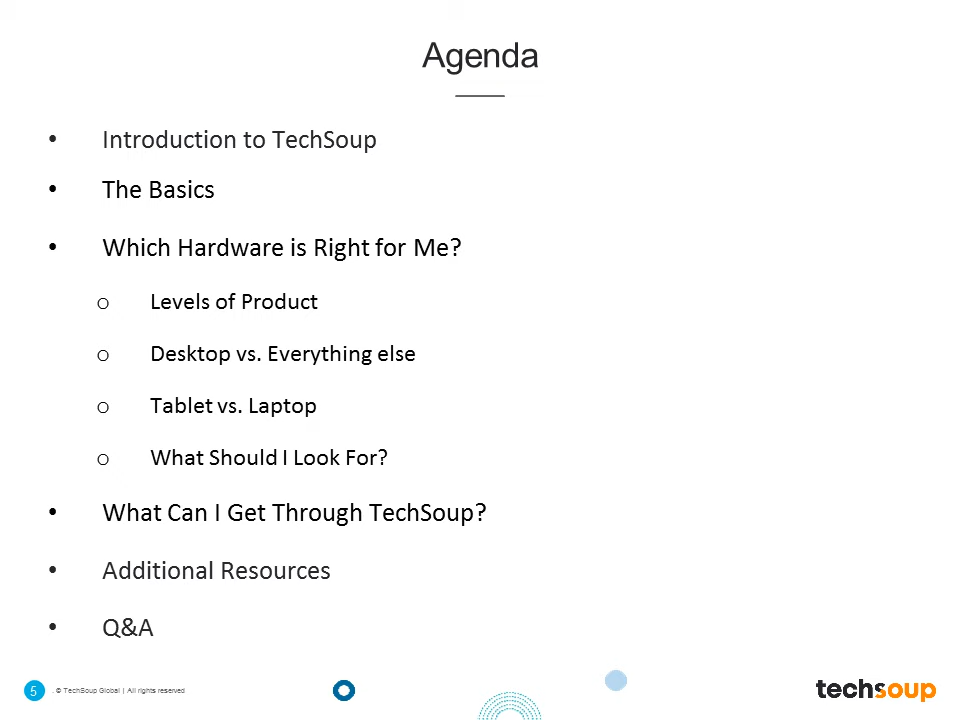 Agenda
• Introduction to TechSoup
• The Basics
• Which Hardware is Right for Me?
o Levels of Product
o Desktop vs. Everything else
o Tablet vs. Laptop
o What Should I Look For?
• What Can I Get Through TechSoup?
• Additional Resources
• Q&A
5 . © TechSoup Global | All rights reserved
techsoup